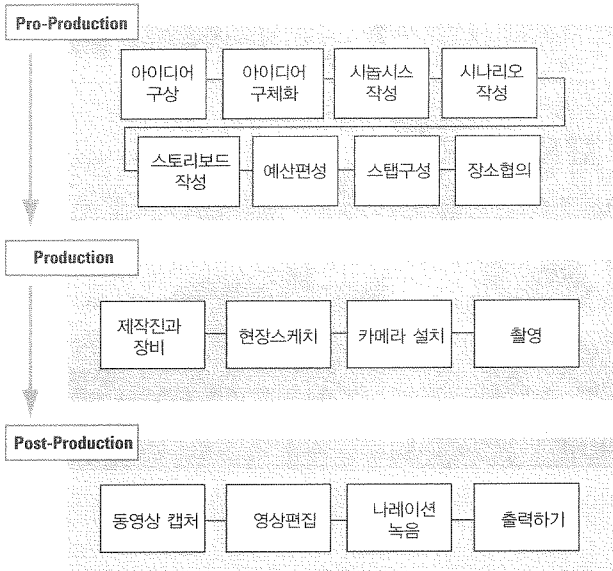 Pro-Production
아이디어
구상
아이디어
구체화
시놉시스
작성
시나리오
작성
스토리보드
작성
예산편성
스탭구성
장소협의
Production
제작진과
장비
현장스케치
카메라 설치
촬영
Post-Production
동영상 캡처
영상편집
나레이션
녹음
출력하기